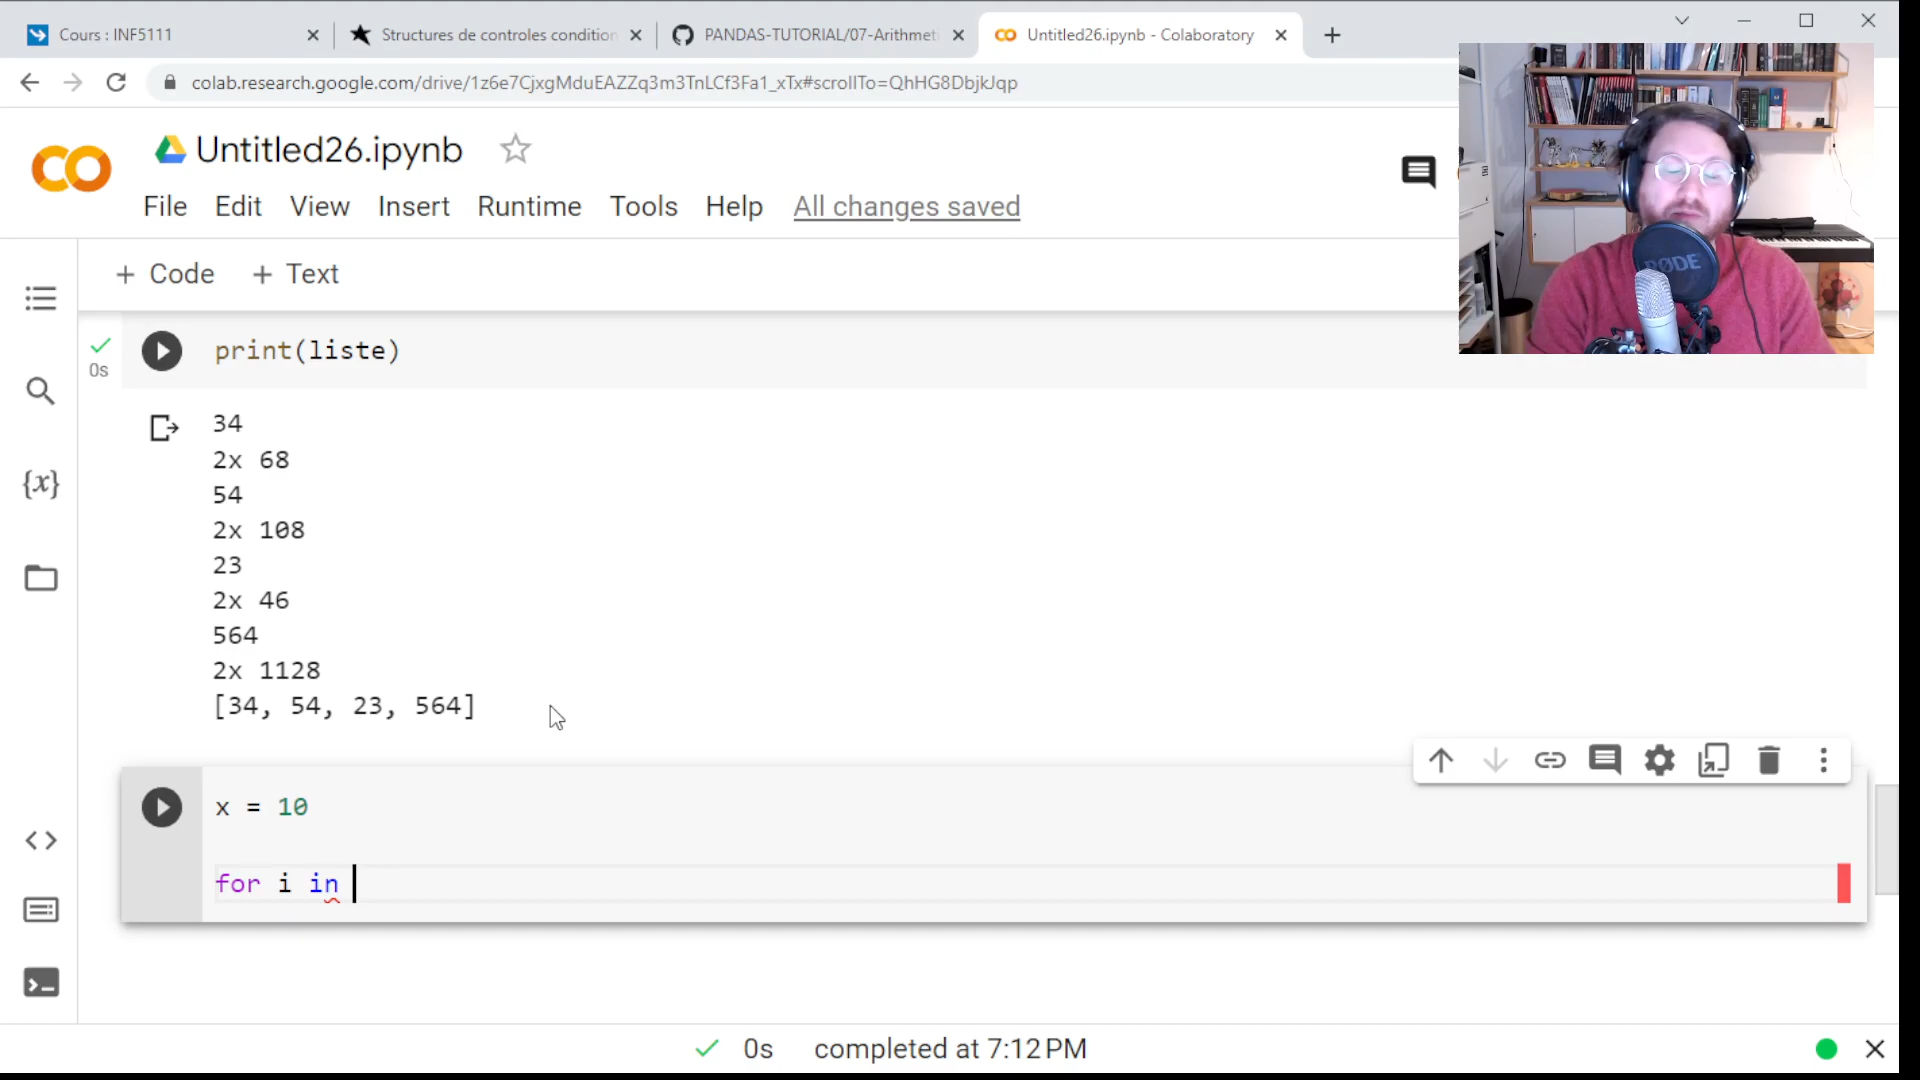 Cours : INF5111
Structures de controles condition
PANDAS-TUTORIAL/07-Arithmeti
Untitled26.ipynb - Colaboratory
colab.research.google.com/drive/1z6e7CjxgMduEAZZq3m3TnLCf3Fa1_xTx#scrollTo=QhHG8DbjkJqp
Untitled26.ipynb
File Edit View Insert Runtime Tools Help All changes saved
+ Code + Text
print(liste)
0s
34
2x 68
54
2x 108
23
2x 46
564
2x 1128
[34, 54, 23, 564]
x = 10
for i in
0s completed at 7:12 PM
RØDE